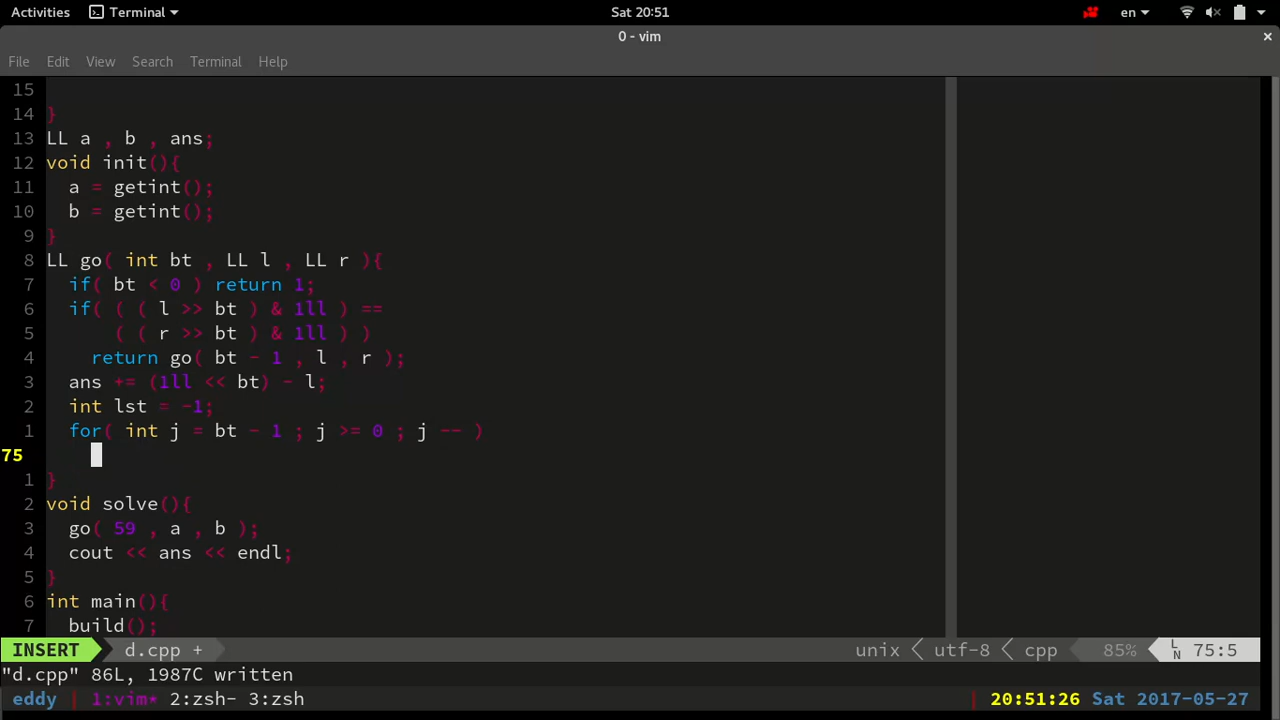 Activities Terminal Sat 20:51 en
0 - vim ×
File Edit View Search Terminal Help
15
14 }
13 LL a , b , ans;
12 void init(){
11 a = getint();
10 b = getint();
9 }
8 LL go( int bt , LL l , LL r ){
7 if( bt < 0 ) return 1;
6 if( ( ( l >> bt ) & 1ll ) ==
5 ( ( r >> bt ) & 1ll ) )
4 return go( bt - 1 , l , r );
3 ans += (1ll << bt) - l;
2 int lst = -1;
1 for( int j = bt - 1 ; j >= 0 ; j -- )
75
1 }
2 void solve(){
3 go( 59 , a , b );
4 cout << ans << endl;
5 }
6 int main(){
7 build();
INSERT d.cpp + unix utf-8 cpp 85% LN 75:5
"d.cpp" 86L, 1987C written
eddy | 1:vim* 2:zsh- 3:zsh | 20:51:26 Sat 2017-05-27